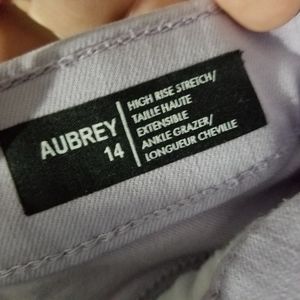 AUBREY
14
HIGH RISE STRETCH/
TAILLE HAUTE
EXTENSIBLE
ANKLE GRAZER/
LONGUEUR CHEVILLE